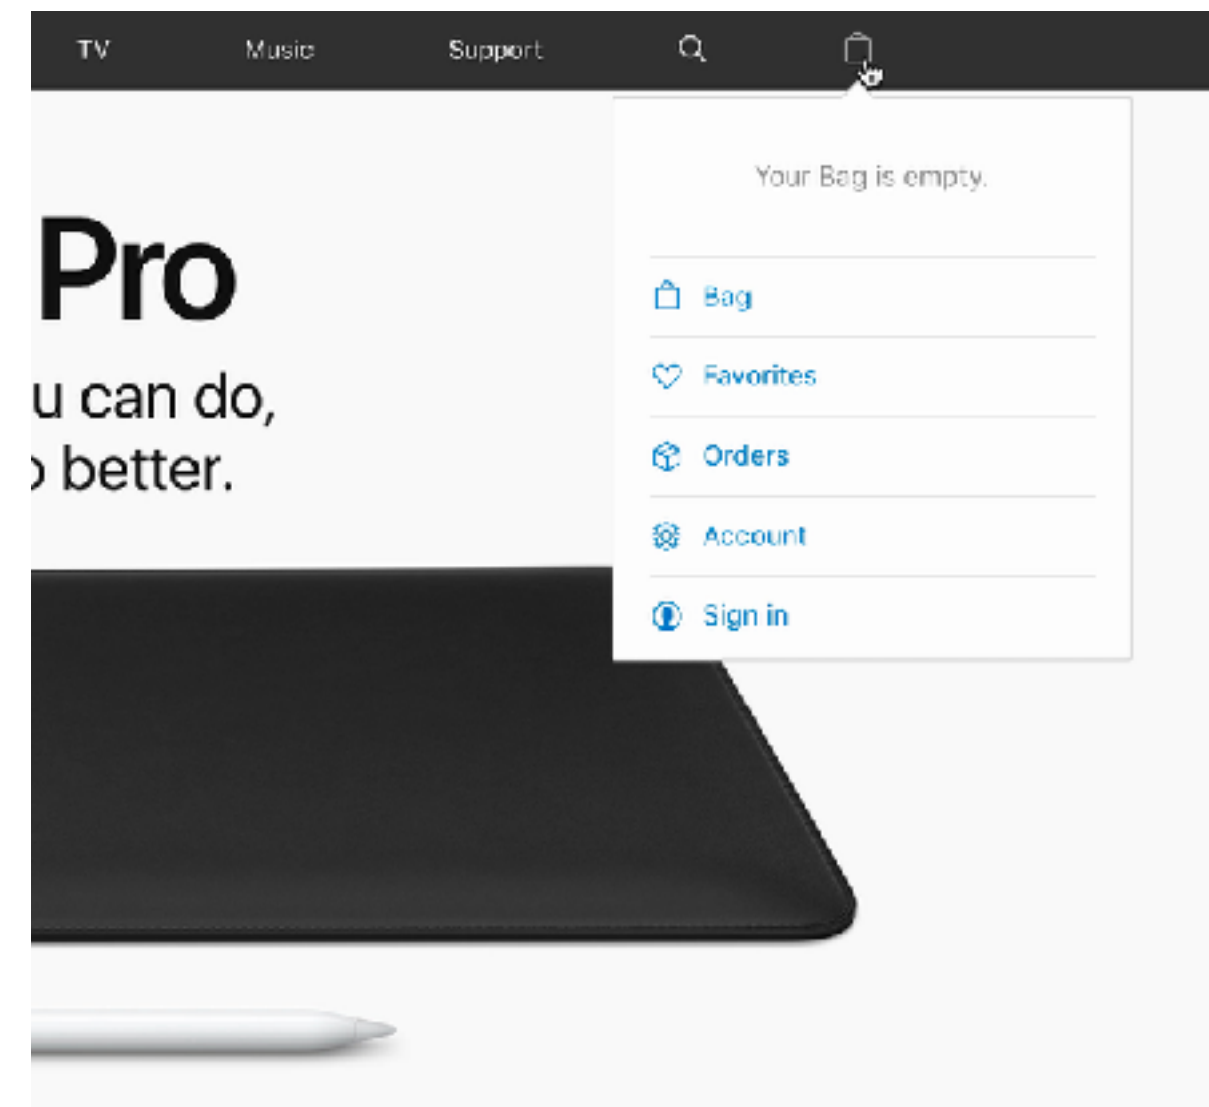 TV Music Support
Your Bag is empty.
Pro
Bag
Favorites
u can do,
Orders
better.
Account
Sign in